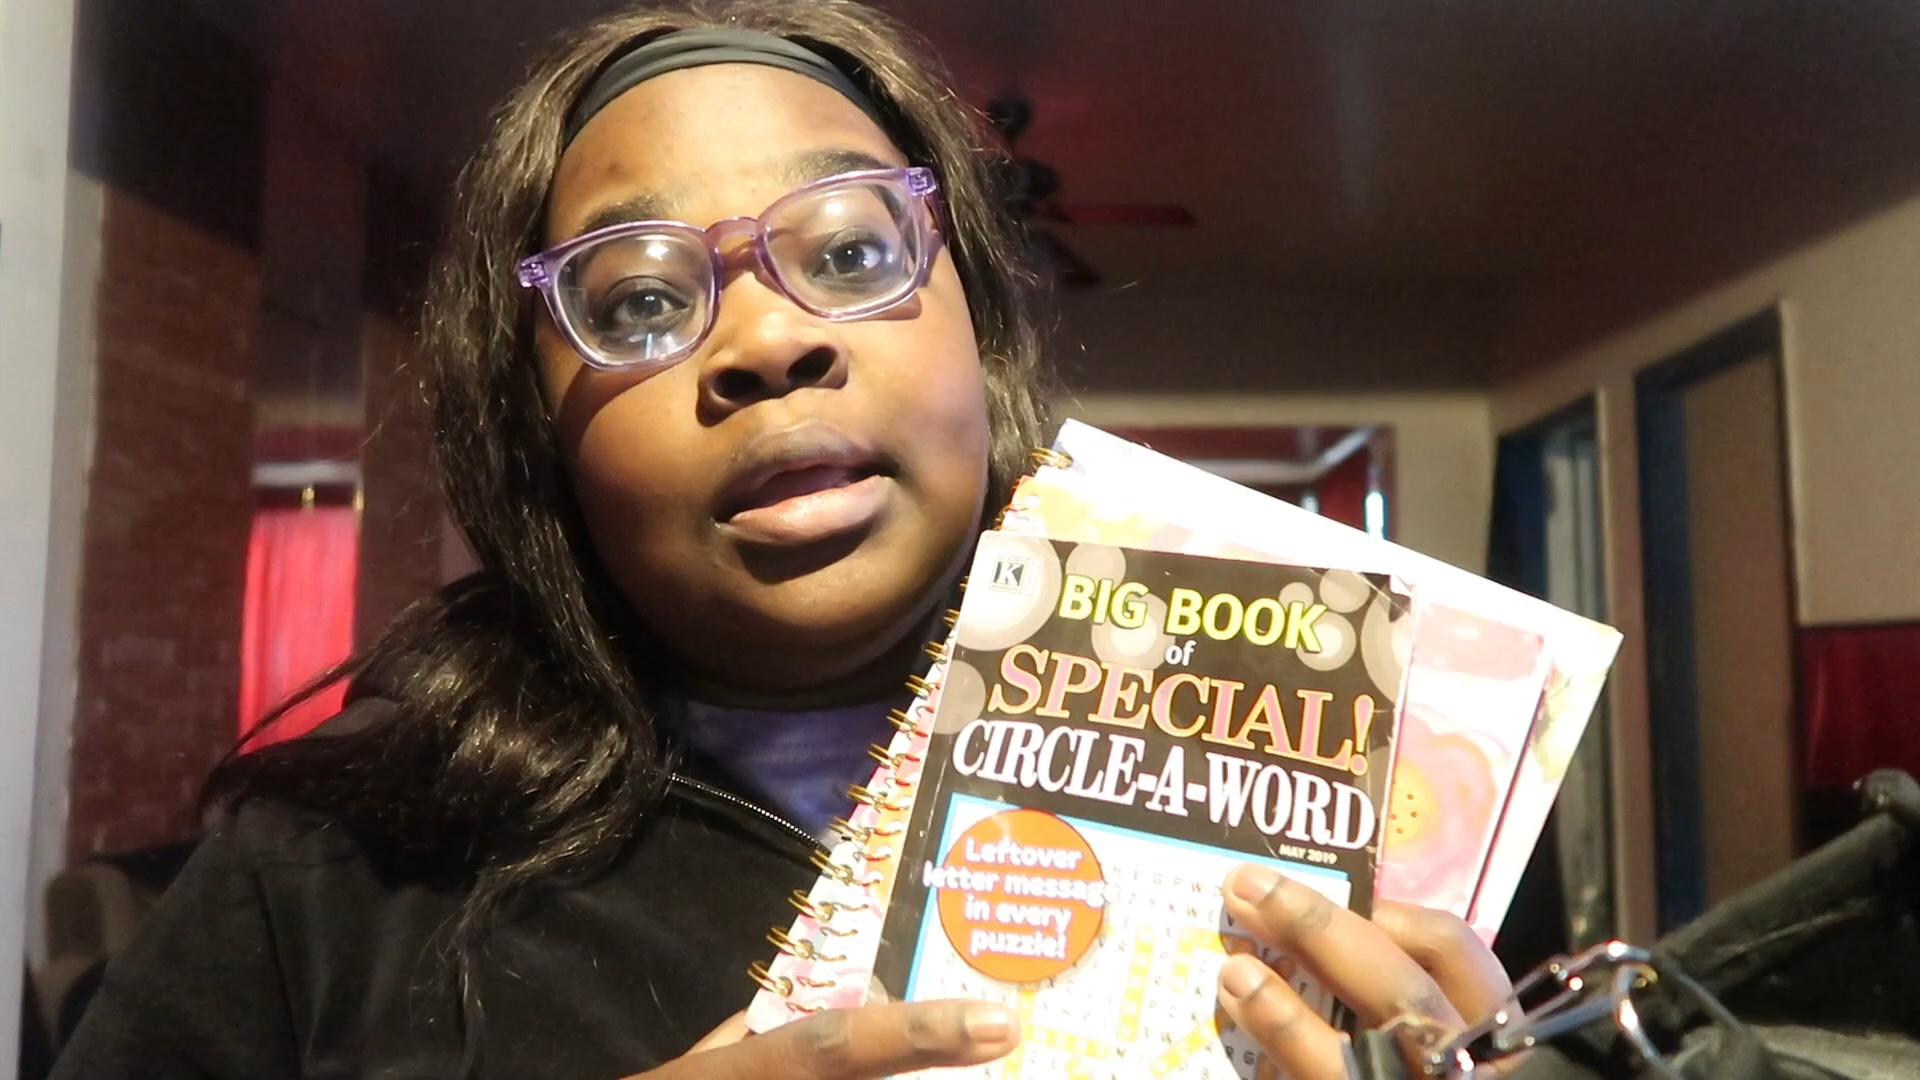 K
BIG BOOK
of
SPECIAL!
CIRCLE-A-WORD
MAY 2019
Leftover
letter message
in every
puzzle!